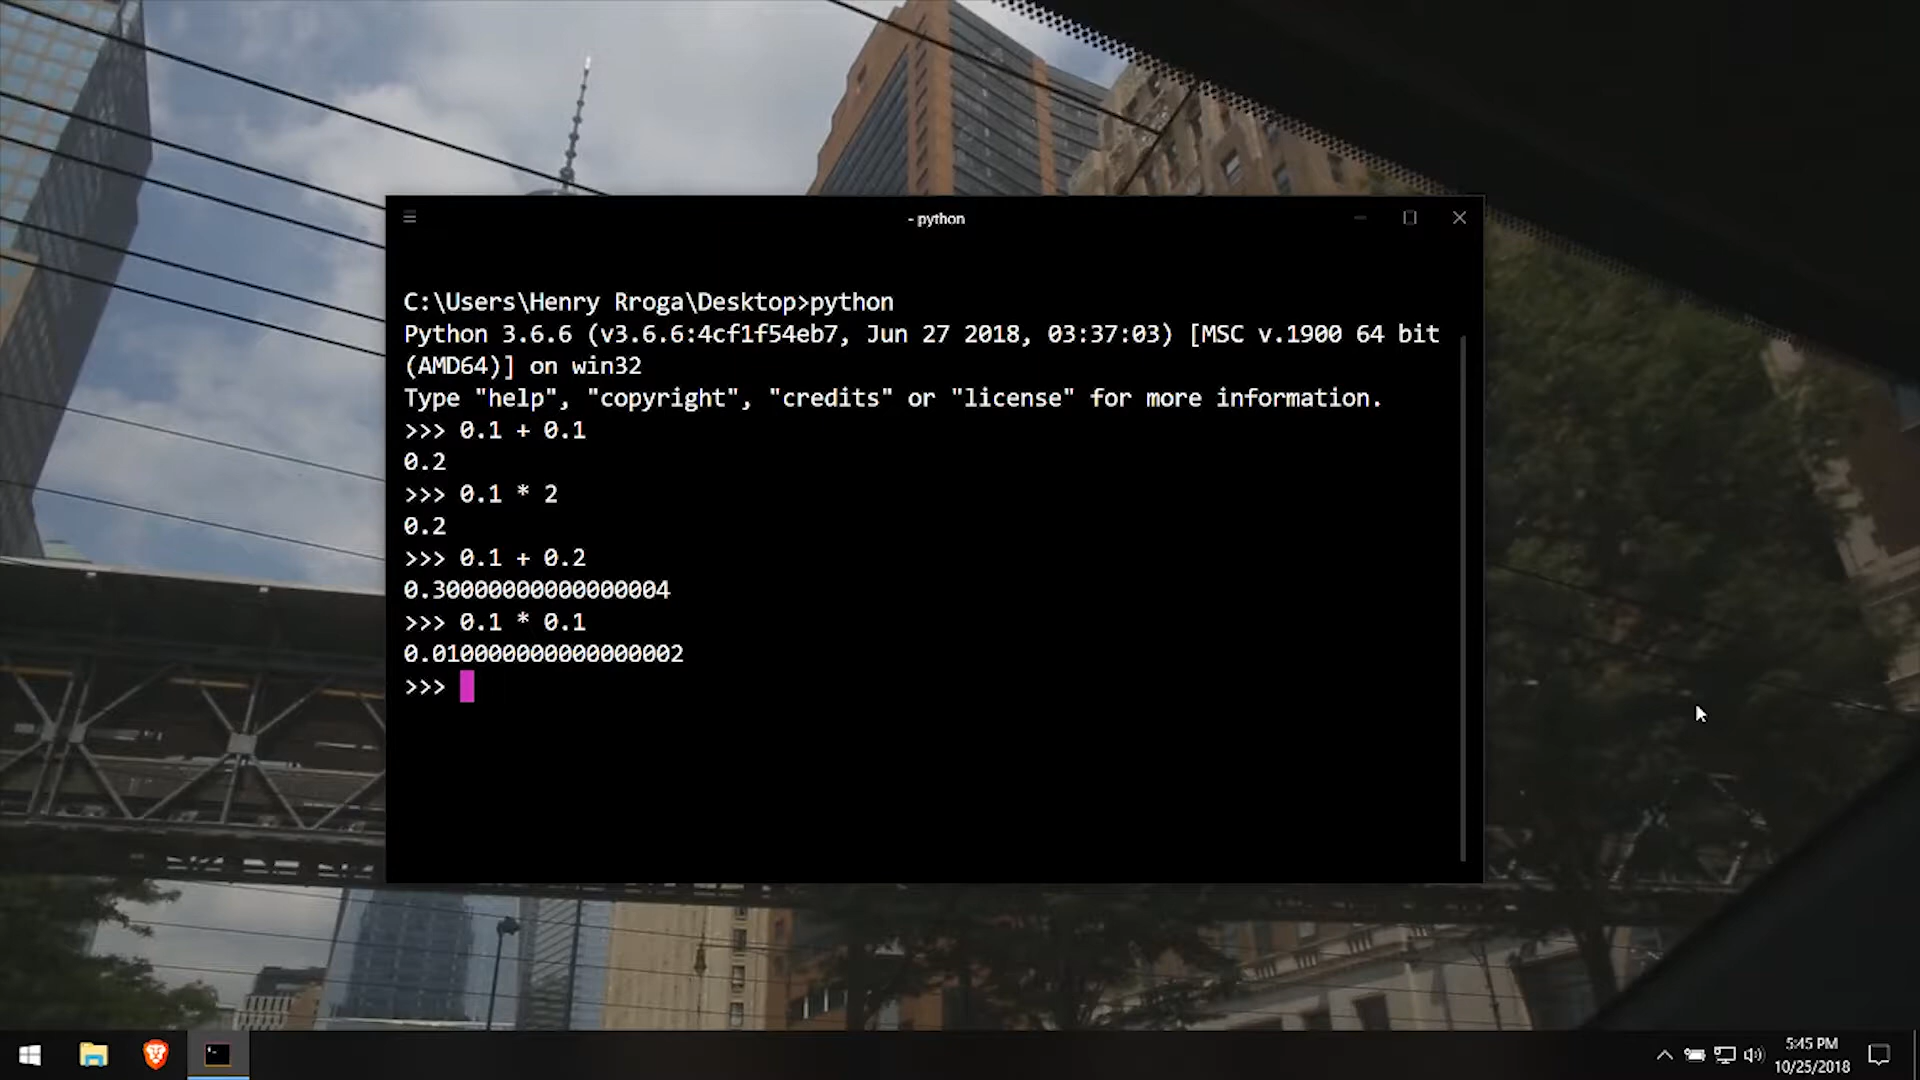 - python
C:\Users\Henry Rroga\Desktop>python
Python 3.6.6 (v3.6.6:4cf1f54eb7, Jun 27 2018, 03:37:03) [MSC v.1900 64 bit
(AMD64)] on win32
Type "help", "copyright", "credits" or "license" for more information.
>>> 0.1 + 0.1
0.2
>>> 0.1 * 2
0.2
>>> 0.1 + 0.2
0.30000000000000004
>>> 0.1 * 0.1
0.010000000000000002
>>>
5:45 PM
10/25/2018